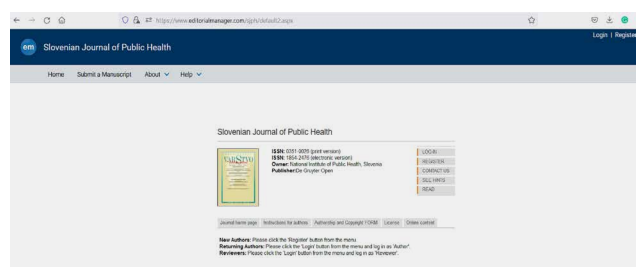 https://www.editorialmanager.com/sjph/default2.aspx
Login | Register
em Slovenian Journal of Public Health
Home Submit a Manuscript About Help
Slovenian Journal of Public Health
ISSN: 0351-0026 (print version)
ISSN: 1854-2476 (electronic version)
Owner: National Institute of Public Health, Slovenia
Publisher:De Gruyter Open
LOG IN
REGISTER
CONTACT US
READ
Journal home page Instructions for authors Authorship and Copyright FORM License Online content
New Authors: Please click the 'Register' button from the menu.
Returning Authors: Please click the 'Login' button from the menu and log in as 'Author'.
Reviewers: Please click the 'Login' button from the menu and log in as 'Reviewer'.